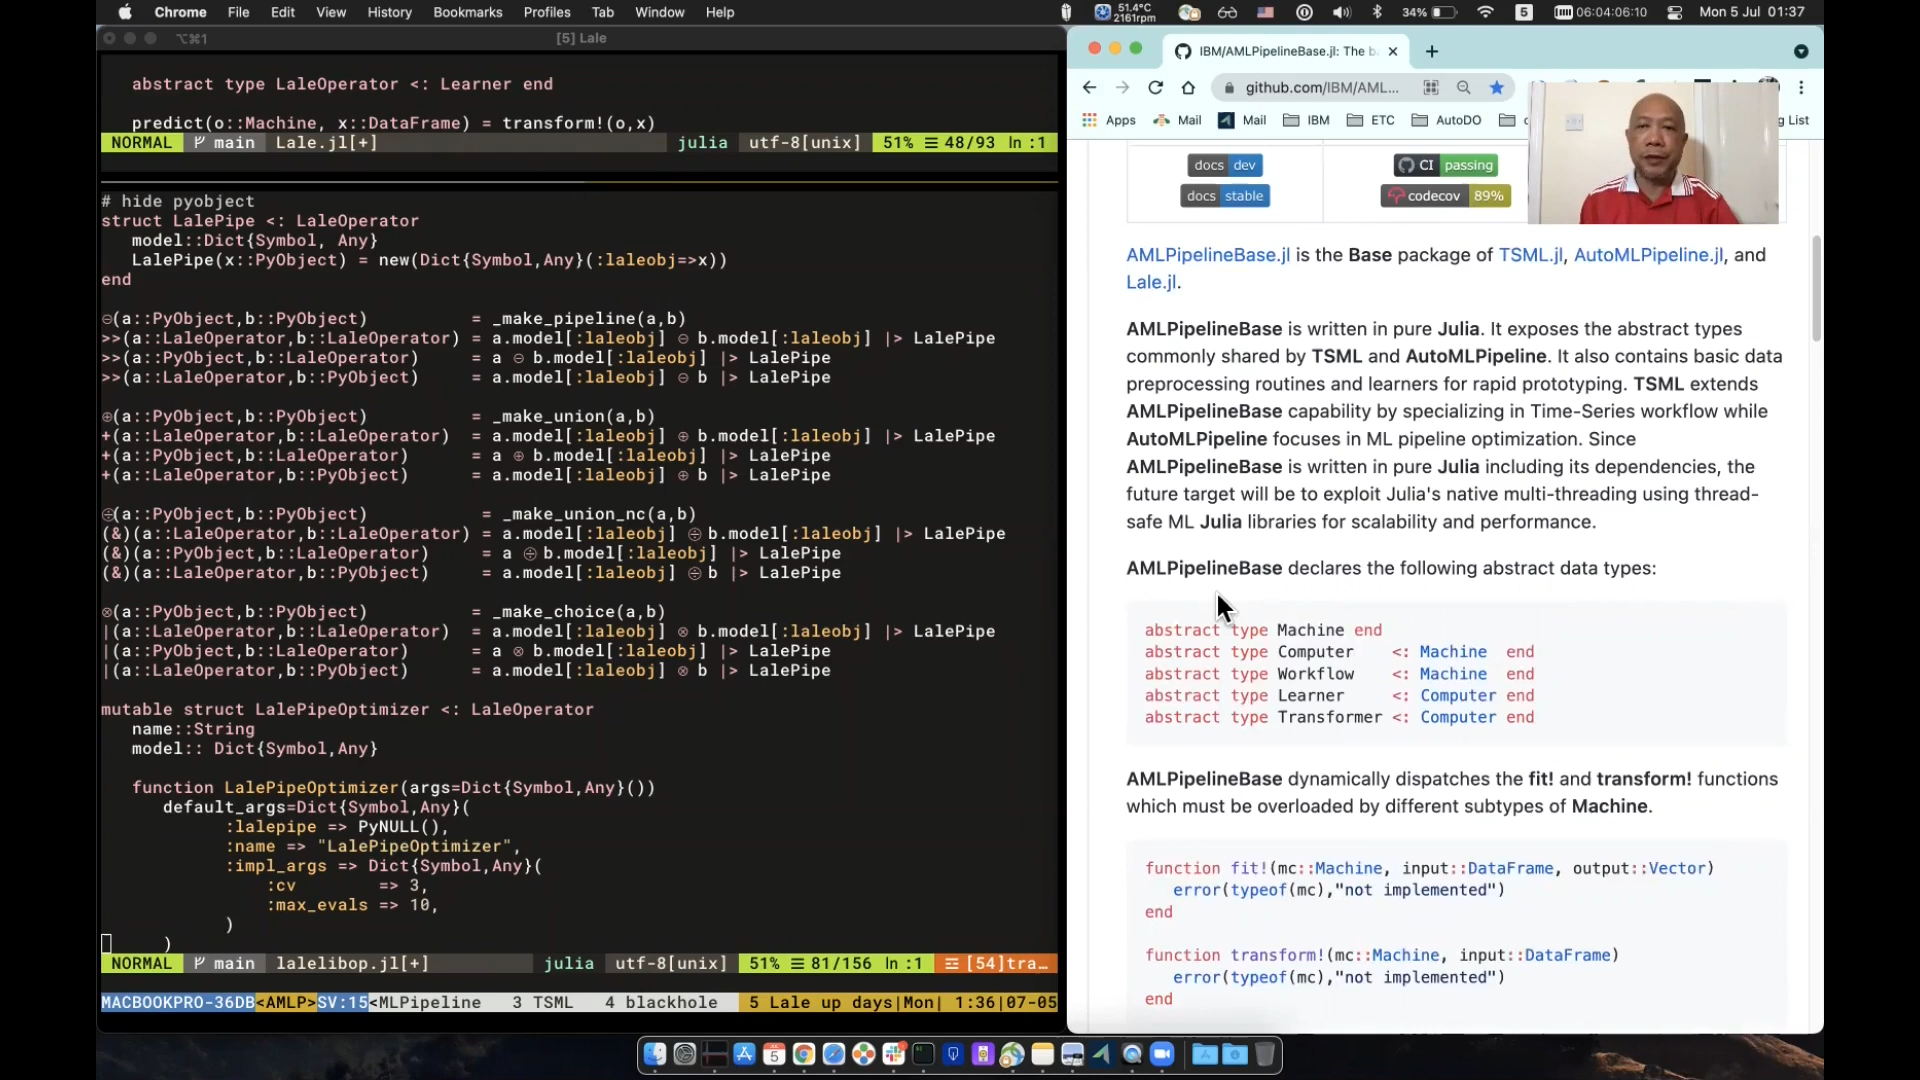 Chrome File Edit View History Bookmarks Profiles Tab Window Help
51.4°C
2161rpm
34%
5
06:04:06:10
Mon 5 Jul 01:37
⌥⌘1
[5] Lale
abstract type LaleOperator <: Learner end
predict(o::Machine, x::DataFrame) = transform!(o,x)
NORMAL main Lale.jl[+] julia utf-8[unix] 51% ☰ 48/93 ln :1
# hide pyobject
struct LalePipe <: LaleOperator
model::Dict{Symbol, Any}
LalePipe(x::PyObject) = new(Dict{Symbol,Any}(:laleobj=>x))
end
⊖(a::PyObject,b::PyObject) = _make_pipeline(a,b)
>>(a::LaleOperator,b::LaleOperator) = a.model[:laleobj] ⊖ b.model[:laleobj] |> LalePipe
>>(a::PyObject,b::LaleOperator) = a ⊖ b.model[:laleobj] |> LalePipe
>>(a::LaleOperator,b::PyObject) = a.model[:laleobj] ⊖ b |> LalePipe
⊕(a::PyObject,b::PyObject) = _make_union(a,b)
+(a::LaleOperator,b::LaleOperator) = a.model[:laleobj] ⊕ b.model[:laleobj] |> LalePipe
+(a::PyObject,b::LaleOperator) = a ⊕ b.model[:laleobj] |> LalePipe
+(a::LaleOperator,b::PyObject) = a.model[:laleobj] ⊕ b |> LalePipe
(a::PyObject,b::PyObject) = _make_union_nc(a,b)
(&)(a::LaleOperator,b::LaleOperator) = a.model[:laleobj] b.model[:laleobj] |> LalePipe
(&)(a::PyObject,b::LaleOperator) = a b.model[:laleobj] |> LalePipe
(&)(a::LaleOperator,b::PyObject) = a.model[:laleobj] b |> LalePipe
⊗(a::PyObject,b::PyObject) = _make_choice(a,b)
|(a::LaleOperator,b::LaleOperator) = a.model[:laleobj] ⊗ b.model[:laleobj] |> LalePipe
|(a::PyObject,b::LaleOperator) = a ⊗ b.model[:laleobj] |> LalePipe
|(a::LaleOperator,b::PyObject) = a.model[:laleobj] ⊗ b |> LalePipe
mutable struct LalePipeOptimizer <: LaleOperator
name::String
model:: Dict{Symbol,Any}
function LalePipeOptimizer(args=Dict{Symbol,Any}())
default_args=Dict{Symbol,Any}(
:lalepipe => PyNULL(),
:name => "LalePipeOptimizer",
:impl_args => Dict{Symbol,Any}(
:cv => 3,
:max_evals => 10,
)
)
NORMAL main lalelibop.jl[+] julia utf-8[unix] 51% ☰ 81/156 ln :1 [54]tra…
MACBOOKPRO-36DB<AMLP>SV:15<MLPipeline 3 TSML 4 blackhole 5 Lale up days|Mon| 1:36|07-05
IBM/AMLPipelineBase.jl: The b
github.com/IBM/AML...
Apps Mail Mail IBM ETC AutoDO
docs dev
CI passing
docs stable
codecov 89%
AMLPipelineBase.jl is the Base package of TSML.jl, AutoMLPipeline.jl, and
Lale.jl.
AMLPipelineBase is written in pure Julia. It exposes the abstract types
commonly shared by TSML and AutoMLPipeline. It also contains basic data
preprocessing routines and learners for rapid prototyping. TSML extends
AMLPipelineBase capability by specializing in Time-Series workflow while
AutoMLPipeline focuses in ML pipeline optimization. Since
AMLPipelineBase is written in pure Julia including its dependencies, the
future target will be to exploit Julia's native multi-threading using thread-
safe ML Julia libraries for scalability and performance.
AMLPipelineBase declares the following abstract data types:
abstract type Machine end
abstract type Computer <: Machine end
abstract type Workflow <: Machine end
abstract type Learner <: Computer end
abstract type Transformer <: Computer end
AMLPipelineBase dynamically dispatches the fit! and transform! functions
which must be overloaded by different subtypes of Machine.
function fit!(mc::Machine, input::DataFrame, output::Vector)
error(typeof(mc),"not implemented")
end
function transform!(mc::Machine, input::DataFrame)
error(typeof(mc),"not implemented")
end